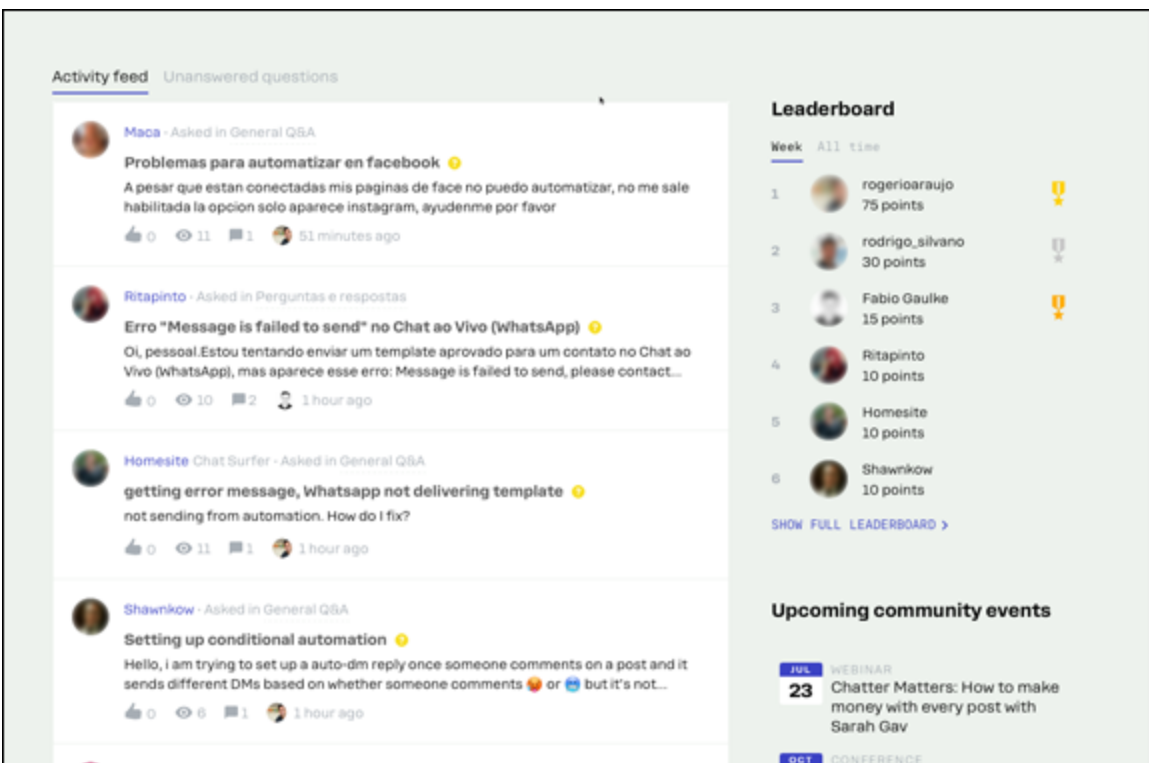 Activity feed Unanswered questions
Maca · Asked in General Q&A
Problemas para automatizar en facebook ?
A pesar que estan conectadas mis paginas de face no puedo automatizar, no me sale
habilitada la opcion solo aparece instagram, ayudenme por favor
0 11 1 51 minutes ago
Ritapinto · Asked in Perguntas e respostas
Erro "Message is failed to send" no Chat ao Vivo (WhatsApp) ?
Oi, pessoal.Estou tentando enviar um template aprovado para um contato no Chat ao
Vivo (WhatsApp), mas aparece esse erro: Message is failed to send, please contact...
0 10 2 1 hour ago
Homesite Chat Surfer · Asked in General Q&A
getting error message, Whatsapp not delivering template ?
not sending from automation. How do I fix?
0 11 1 1 hour ago
Shawnkow · Asked in General Q&A
Setting up conditional automation ?
Hello, i am trying to set up a auto-dm reply once someone comments on a post and it
sends different DMs based on whether someone comments 🥵 or 🥶 but it's not...
0 6 1 1 hour ago
Leaderboard
Week All time
1 rogerioaraujo
75 points
2 rodrigo_silvano
30 points
3 Fabio Gaulke
15 points
4 Ritapinto
10 points
5 Homesite
10 points
6 Shawnkow
10 points
SHOW FULL LEADERBOARD >
Upcoming community events
JUL
23
WEBINAR
Chatter Matters: How to make
money with every post with
Sarah Gav
OCT
CONFERENCE